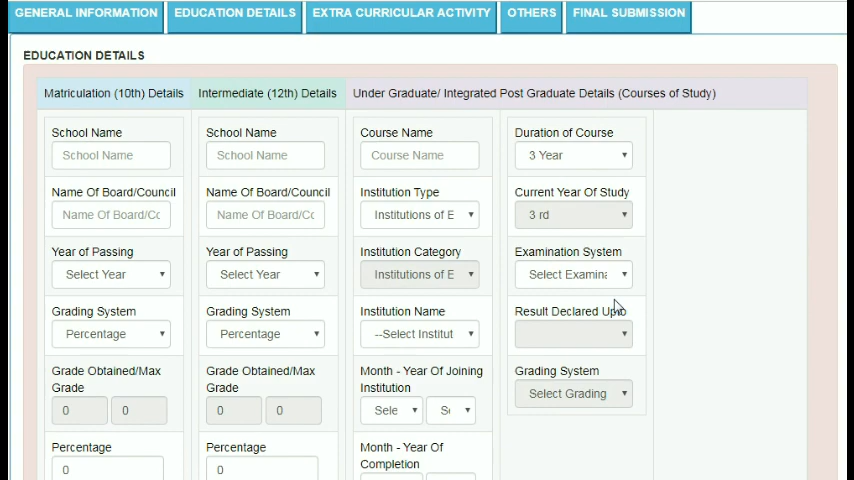 GENERAL INFORMATION EDUCATION DETAILS EXTRA CURRICULAR ACTIVITY OTHERS FINAL SUBMISSION
EDUCATION DETAILS
Matriculation (10th) Details Intermediate (12th) Details Under Graduate/ Integrated Post Graduate Details (Courses of Study)
School Name
School Name
Name Of Board/Council
Name Of Board/Cc
Year of Passing
Select Year
Grading System
Percentage
Grade Obtained/Max
Grade
0 0
Percentage
0
School Name
School Name
Name Of Board/Council
Name Of Board/Cc
Year of Passing
Select Year
Grading System
Percentage
Grade Obtained/Max
Grade
0 0
Percentage
0
Course Name
Course Name
Institution Type
Institutions of E
Institution Category
Institutions of E
Institution Name
--Select Institut
Month - Year Of Joining
Institution
Sele Se
Month - Year Of
Completion
Duration of Course
3 Year
Current Year Of Study
3 rd
Examination System
Select Examina
Result Declared Upto
Grading System
Select Grading